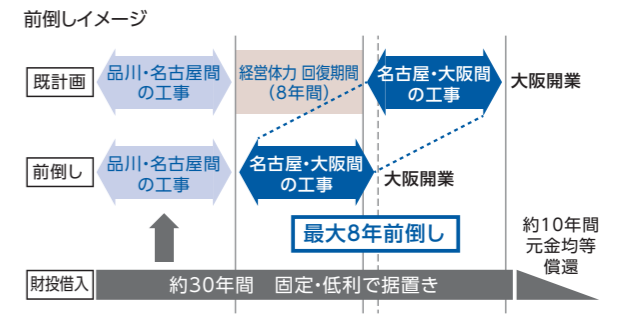 前倒しイメージ
既計画
品川・名古屋間
の工事
経営体力 回復期間
(8年間)
名古屋・大阪間
の工事
大阪開業
前倒し
品川・名古屋間
の工事
名古屋・大阪間
の工事
大阪開業
最大8年前倒し
約10年間
元金均等
償還
財投借入
約30年間 固定・低利で据置き